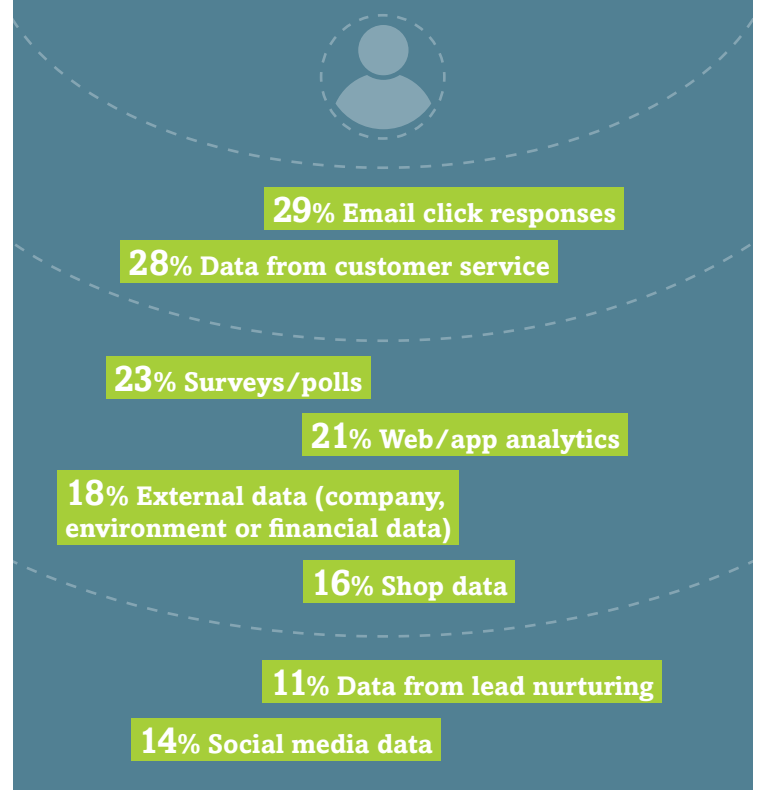 29% Email click responses
28% Data from customer service
23% Surveys/polls
21% Web/app analytics
18% External data (company,
environment or financial data)
16% Shop data
11% Data from lead nurturing
14% Social media data